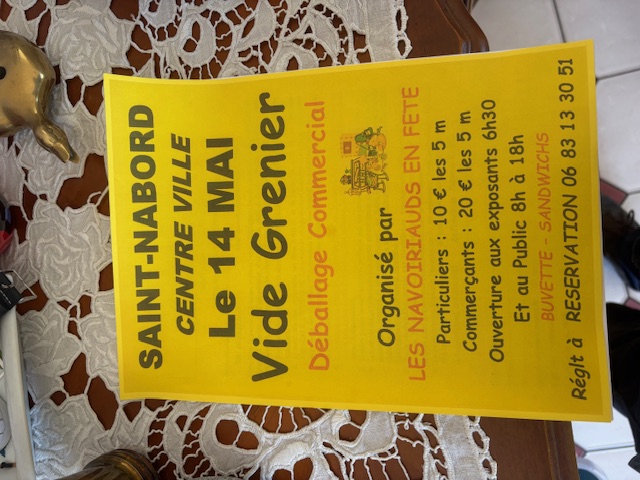 SAINT-NABORD
CENTRE VILLE
Le 14 MAI
Vide Grenier
Déballage Commercial
Organisé par
LES NAVOIRIAUDS EN FETE
Particuliers : 10 € les 5 m
Commerçants : 20 € les 5 m
Ouverture aux exposants 6h30
Et au Public 8h à 18h
BUVETTE - SANDWICHS
Réglt à RESERVATION 06 83 13 30 51